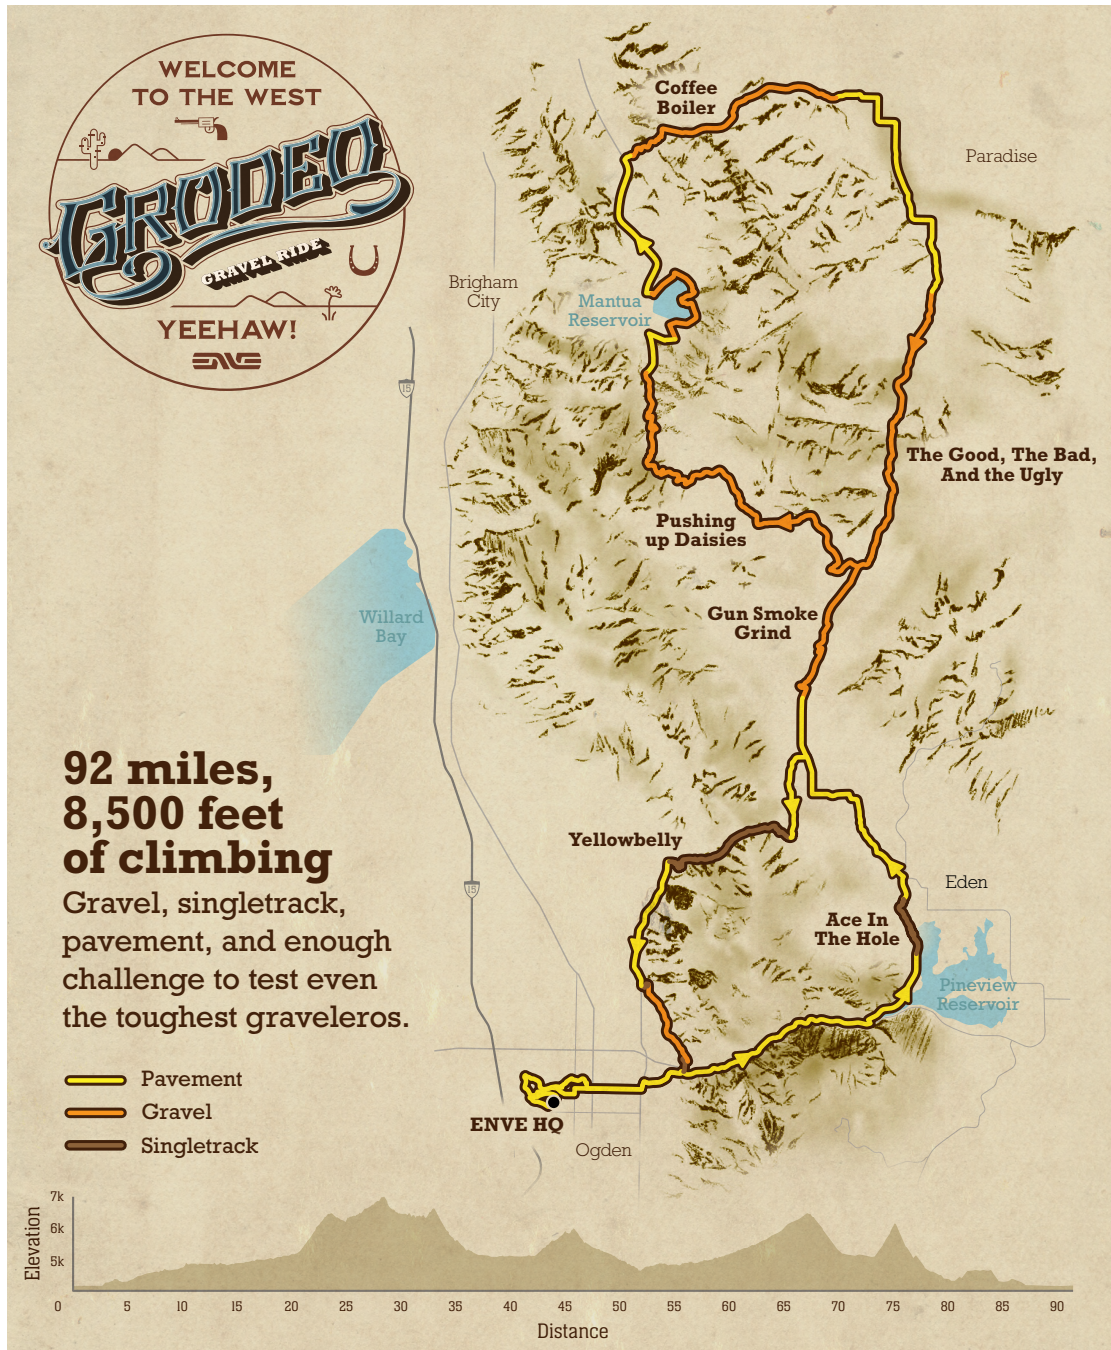 WELCOME
TO THE WEST
GRODEO
GRAVEL RIDE
YEEHAW!
ENVE
Coffee
Boiler
Paradise
Brigham
City
Mantua
Reservoir
15
The Good, The Bad,
And the Ugly
Pushing
up Daisies
Gun Smoke
Grind
Willard
Bay
92 miles,
8,500 feet
of climbing
Gravel, singletrack,
pavement, and enough
challenge to test even
the toughest graveleros.
Yellowbelly
15
Eden
Ace In
The Hole
Pineview
Reservoir
Pavement
Gravel
Singletrack
ENVE HQ
Ogden
Elevation
7k
6k
5k
0 5 10 15 20 25 30 35 40 45 50 55 60 65 70 75 80 85 90
Distance